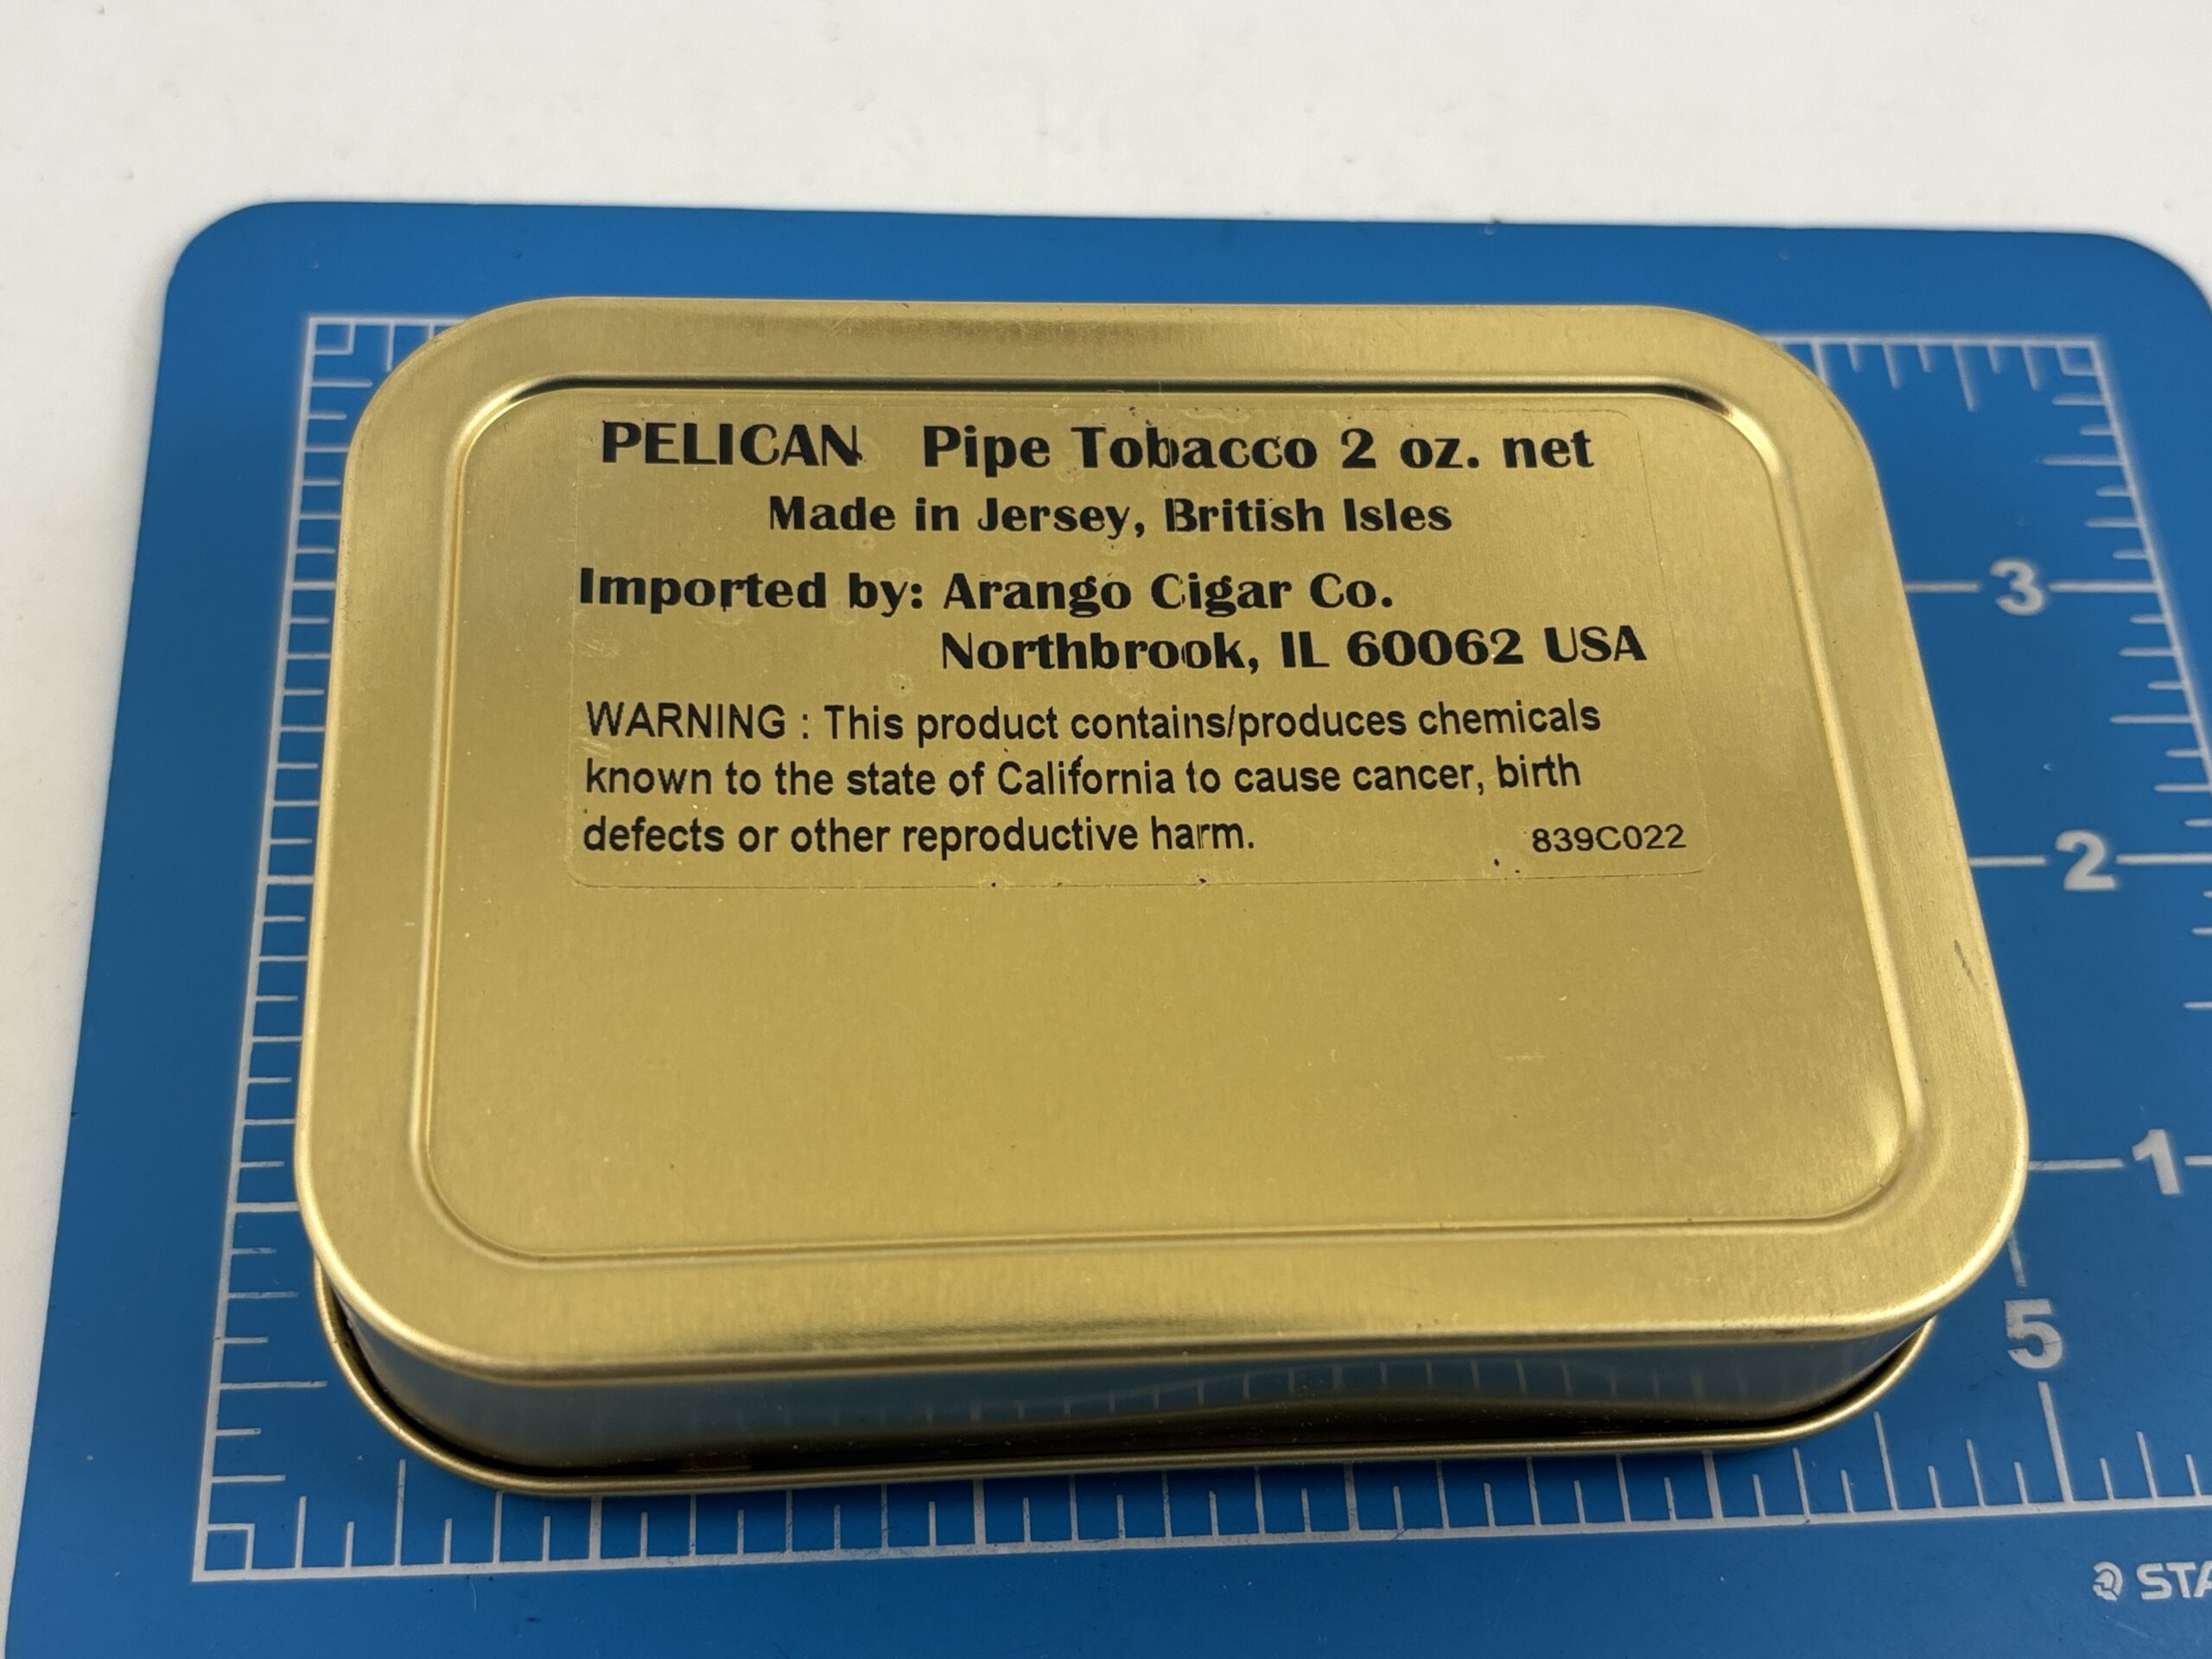 PELICAN Pipe Tobacco 2 oz. net
Made in Jersey, British Isles
Imported by: Arango Cigar Co.
Northbrook, IL 60062 USA
WARNING : This product contains/produces chemicals
known to the state of California to cause cancer, birth
defects or other reproductive harm. 839C022
3
2
1
5